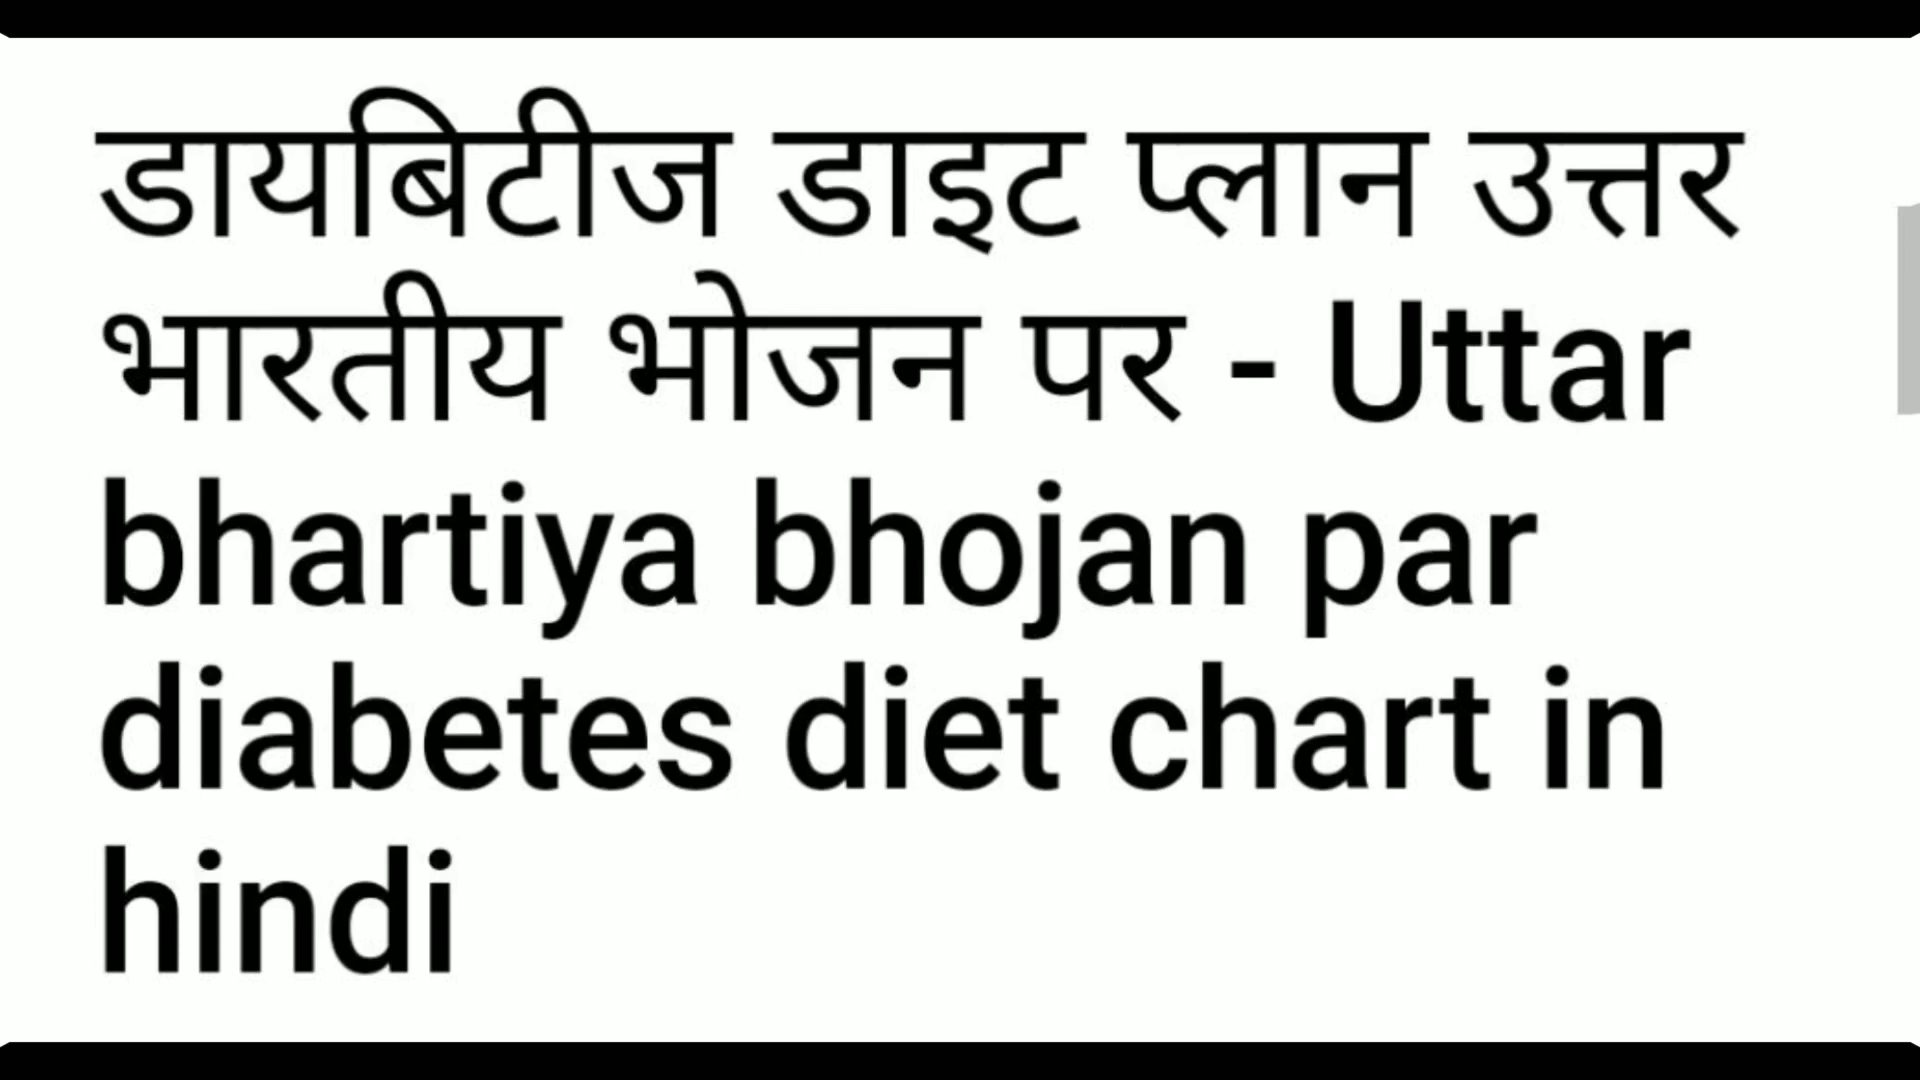 डायबिटीज डाइट प्लान उत्तर
भारतीय भोजन पर - Uttar
bhartiya bhojan par
diabetes diet chart in
hindi